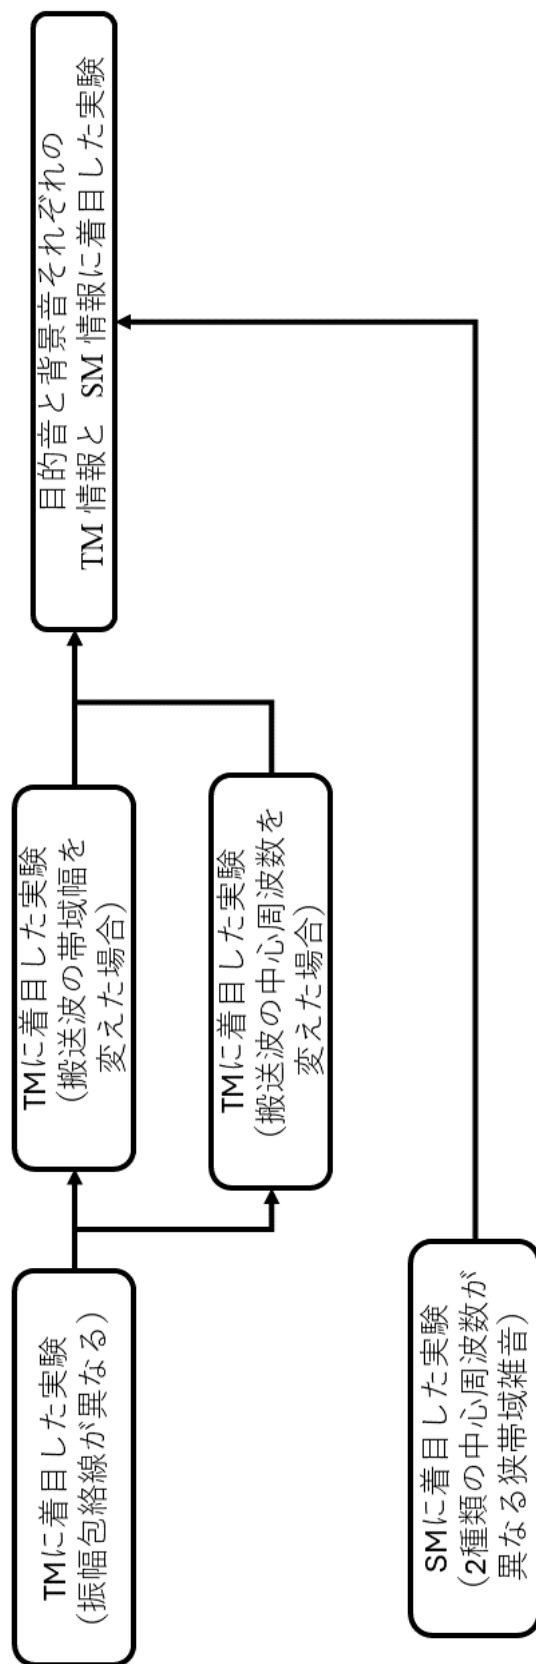 TMに着目した実験
(振幅包絡線が異なる)
TMに着目した実験
(搬送波の帯域幅を
変えた場合)
TMに着目した実験
(搬送波の中心周波数を
変えた場合)
目的音と背景音それぞれの
TM 情報と SM 情報に着目した実験
SMに着目した実験
(2種類の中心周波数が
異なる狭帯域雑音)